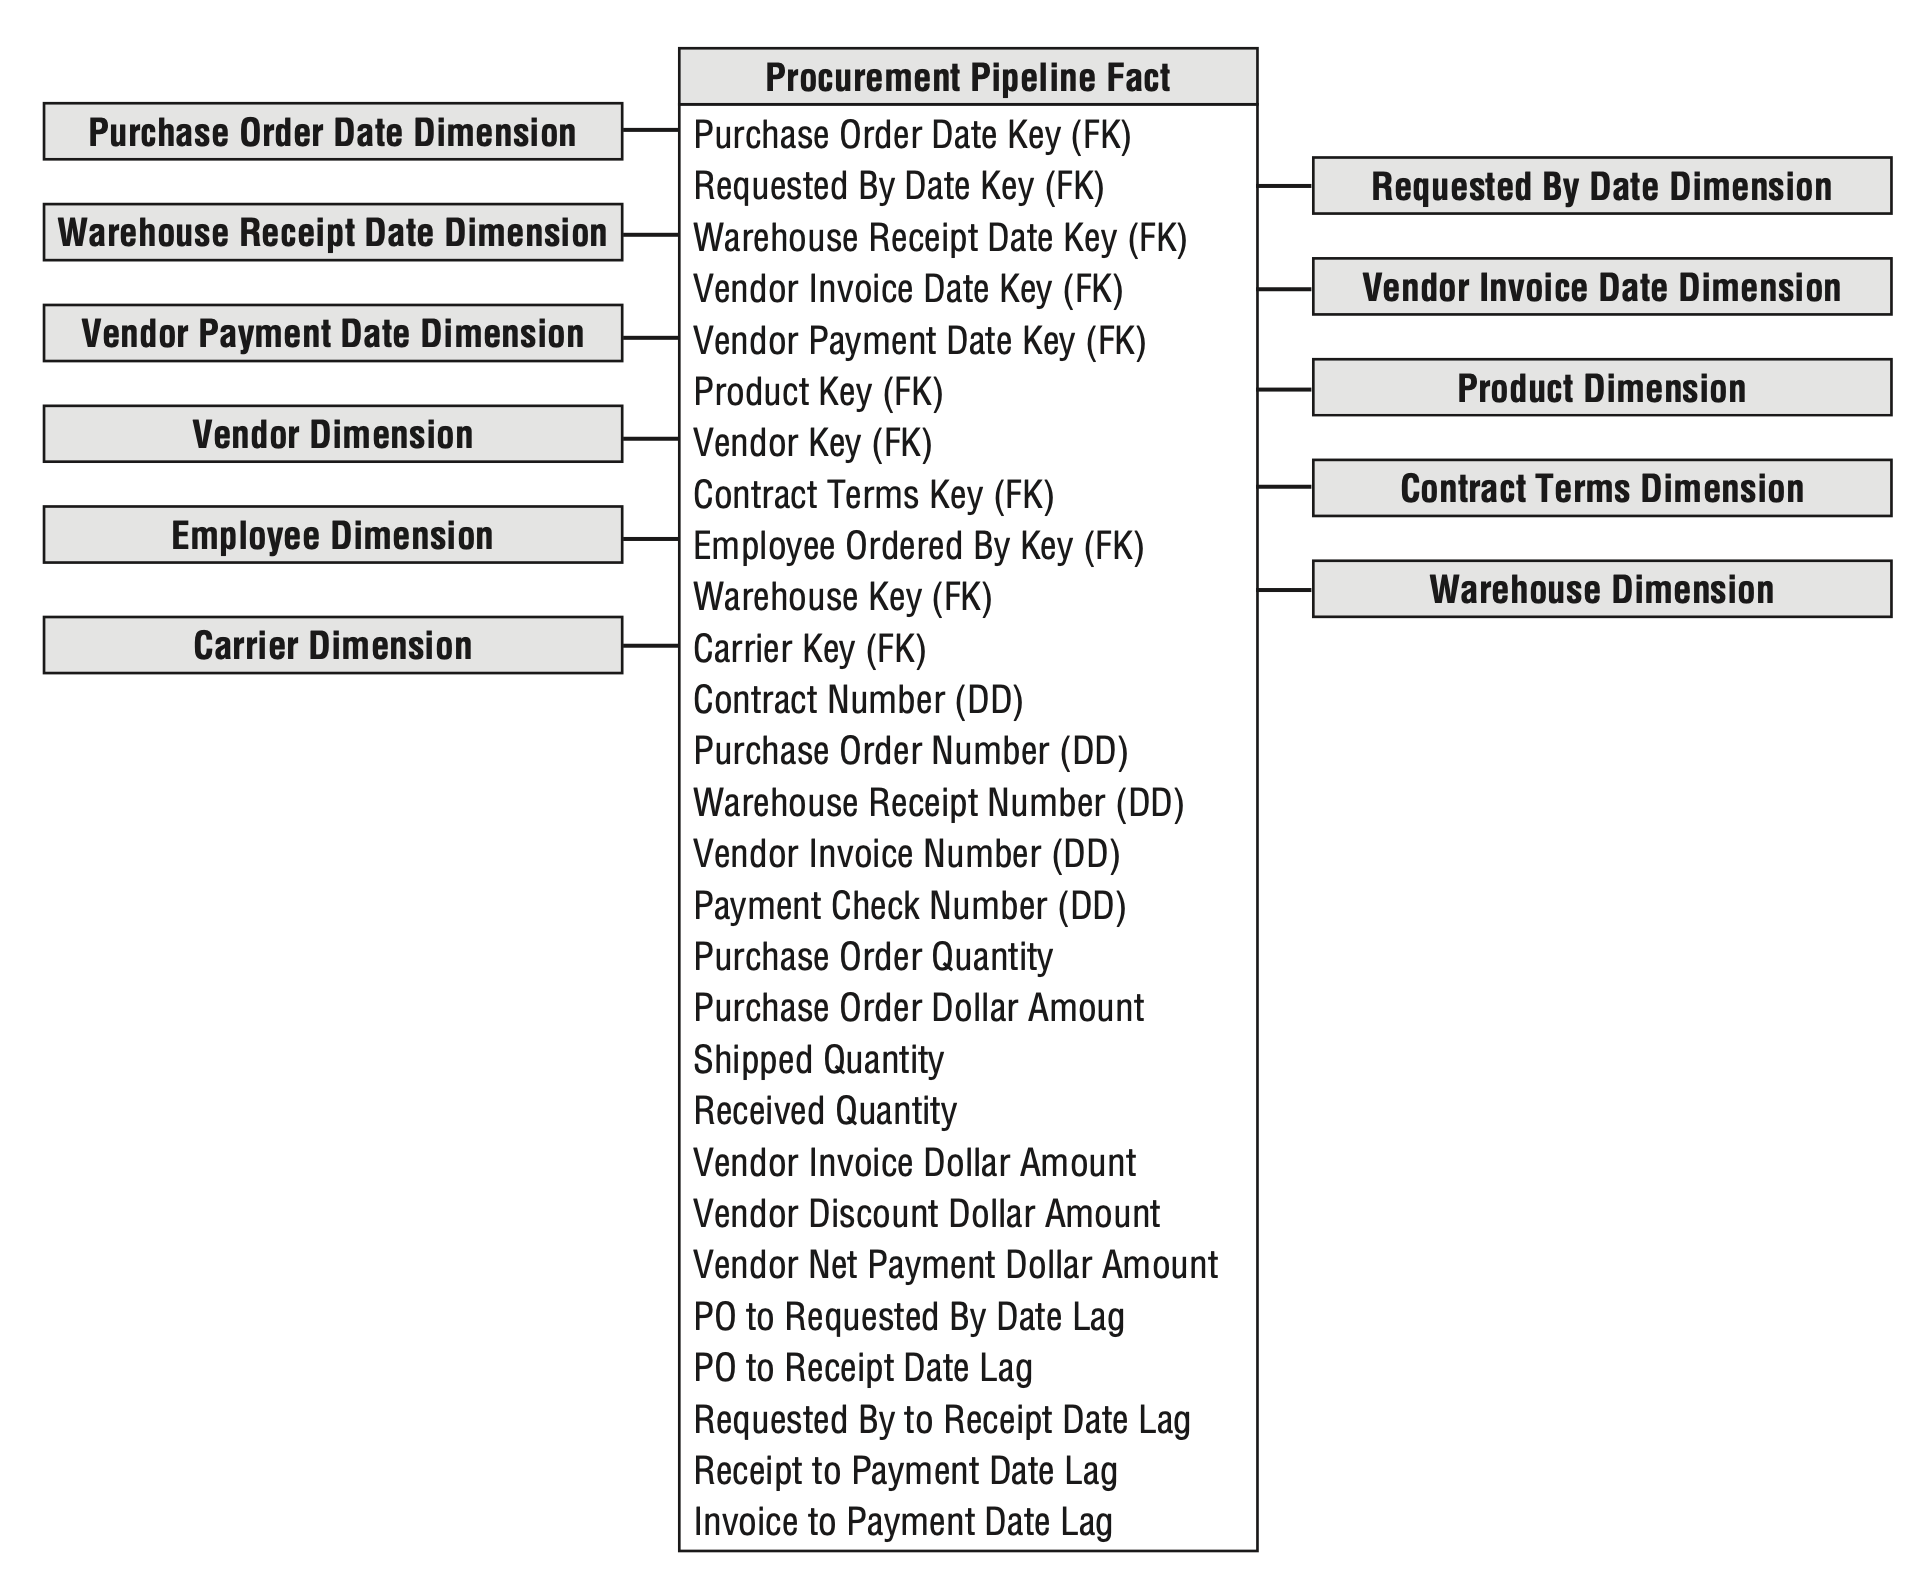 Procurement Pipeline Fact
Purchase Order Date Key (FK)
Requested By Date Key (FK)
Warehouse Receipt Date Key (FK)
Vendor Invoice Date Key (FK)
Vendor Payment Date Key (FK)
Product Key (FK)
Vendor Key (FK)
Contract Terms Key (FK)
Employee Ordered By Key (FK)
Warehouse Key (FK)
Carrier Key (FK)
Contract Number (DD)
Purchase Order Number (DD)
Warehouse Receipt Number (DD)
Vendor Invoice Number (DD)
Payment Check Number (DD)
Purchase Order Quantity
Purchase Order Dollar Amount
Shipped Quantity
Received Quantity
Vendor Invoice Dollar Amount
Vendor Discount Dollar Amount
Vendor Net Payment Dollar Amount
PO to Requested By Date Lag
PO to Receipt Date Lag
Requested By to Receipt Date Lag
Receipt to Payment Date Lag
Invoice to Payment Date Lag
Purchase Order Date Dimension
Warehouse Receipt Date Dimension
Vendor Payment Date Dimension
Vendor Dimension
Employee Dimension
Carrier Dimension
Requested By Date Dimension
Vendor Invoice Date Dimension
Product Dimension
Contract Terms Dimension
Warehouse Dimension